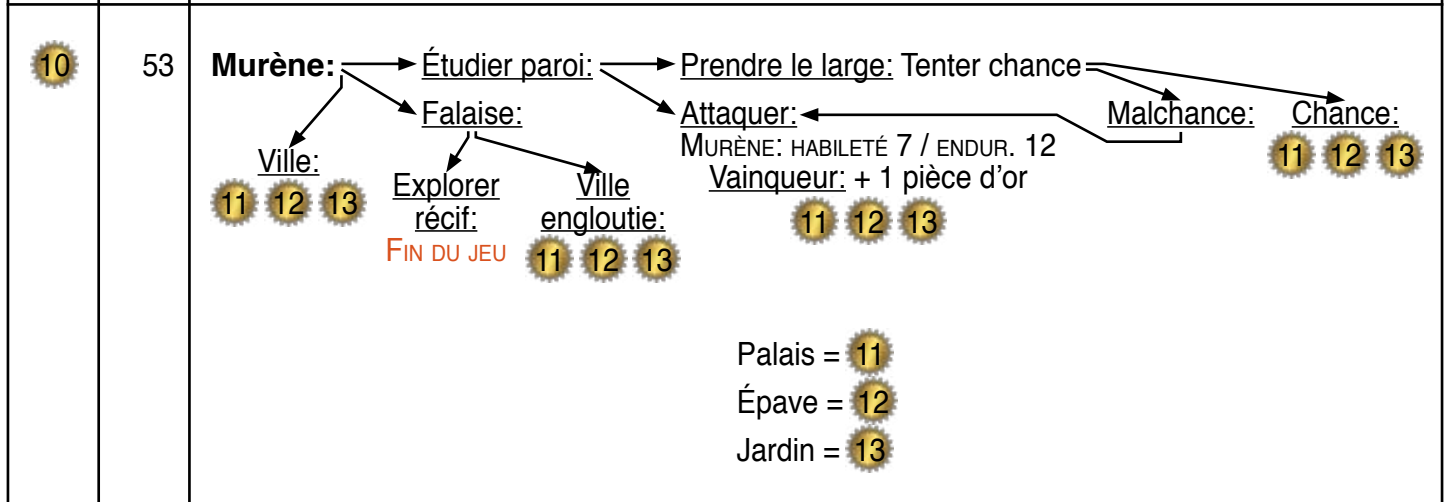 10 53 Murène: Étudier paroi: Prendre le large: Tenter chance
Falaise: Attaquer: Malchance: Chance:
MURÈNE: HABILETÉ 7 / ENDUR. 12 11 12 13
Ville: Explorer Ville Vainqueur: + 1 pièce d'or
11 12 13 récif: engloutie: 11 12 13
FIN DU JEU 11 12 13
Palais = 11
Épave = 12
Jardin = 13